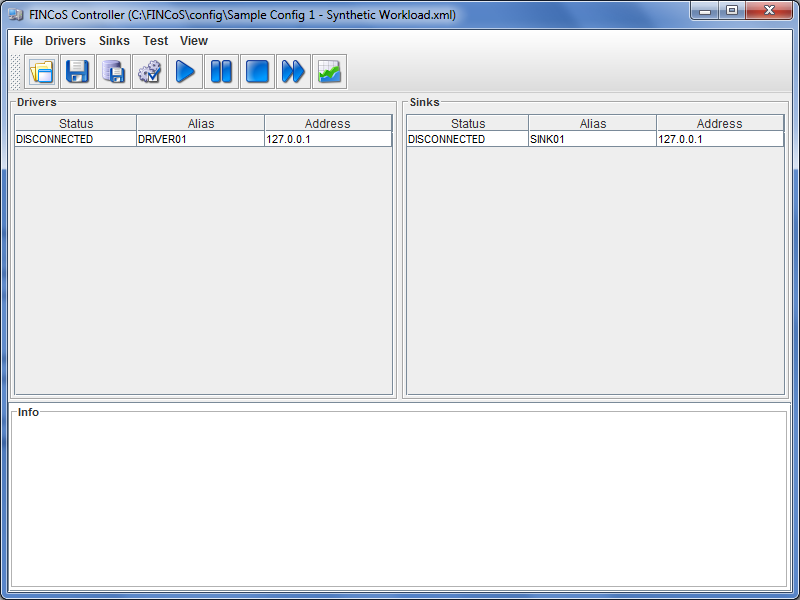 FINCoS Controller (C:\FINCoS\config\Sample Config 1 - Synthetic Workload.xml)
File Drivers Sinks Test View
Drivers
Status Alias Address
DISCONNECTED DRIVER01 127.0.0.1
Sinks
Status Alias Address
DISCONNECTED SINK01 127.0.0.1
Info